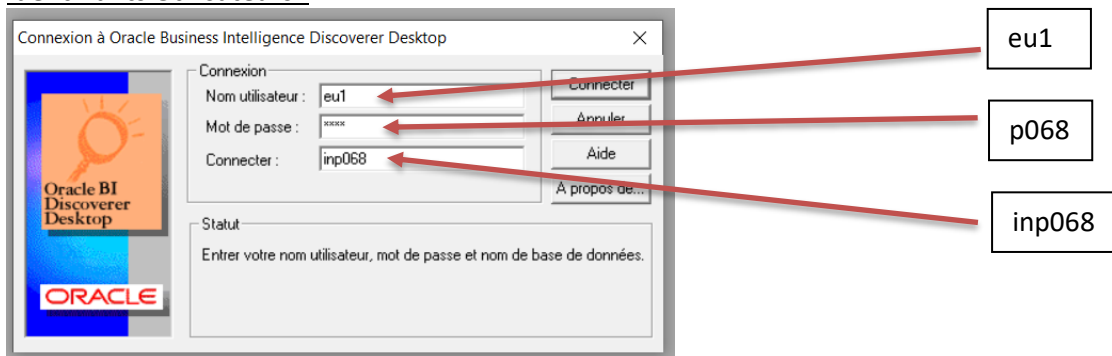 Connexion à Oracle Business Intelligence Discoverer Desktop
eu1
Connexion
Nom utilisateur : eu1
Connecter
Mot de passe : ****
Annuler
p068
Connecter : inp068
Aide
A propos de...
Oracle BI
Discoverer
Desktop
inp068
Statut
Entrer votre nom utilisateur, mot de passe et nom de base de données.
ORACLE